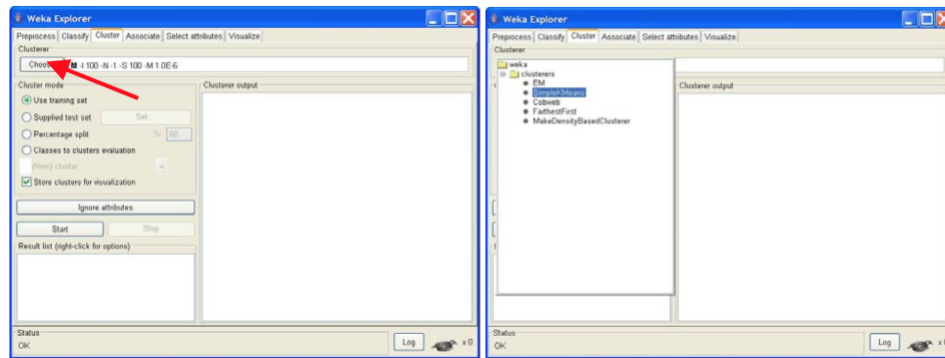 Weka Explorer
Preprocess Classify Cluster Associate Select attributes Visualize
Clusterer
M -I 100 -N -1 -S 100 -M 1.0E-6
Cluster mode
Use training set
Supplied test set Set...
Percentage split % 66
Classes to clusters evaluation
(Nom) cluster
Store clusters for visualization
Ignore attributes
Start Stop
Result list (right-click for options)
Clusterer output
Status
OK
Log
x 0
Weka Explorer
Preprocess Classify Cluster Associate Select attributes Visualize
Clusterer
weka
clusterers
EM
SimpleKMeans
Cobweb
FarthestFirst
MakeDensityBasedClusterer
Clusterer output
Status
OK
Log